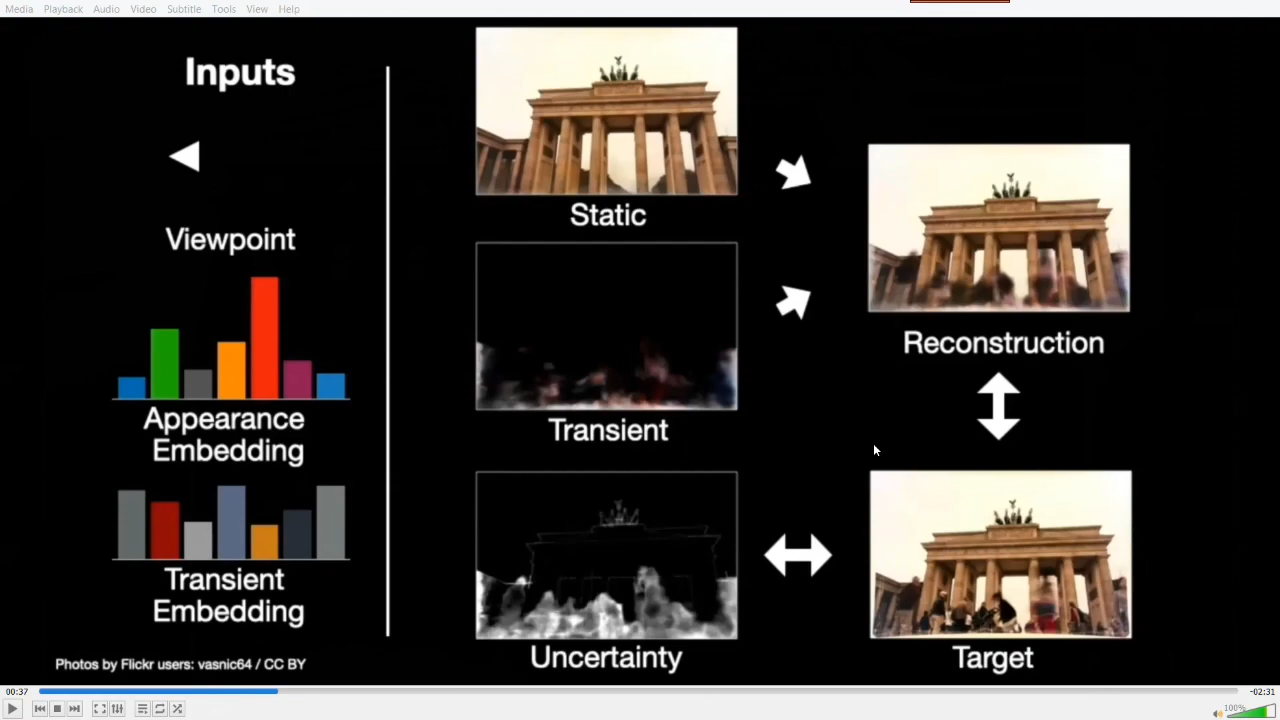 Media Playback Audio Video Subtitle Tools View Help
Inputs
Viewpoint
Appearance
Embedding
Transient
Embedding
Photos by Flickr users: vasnic64 / CC BY
Static
Transient
Uncertainty
Reconstruction
Target
00:37
-02:31
100%